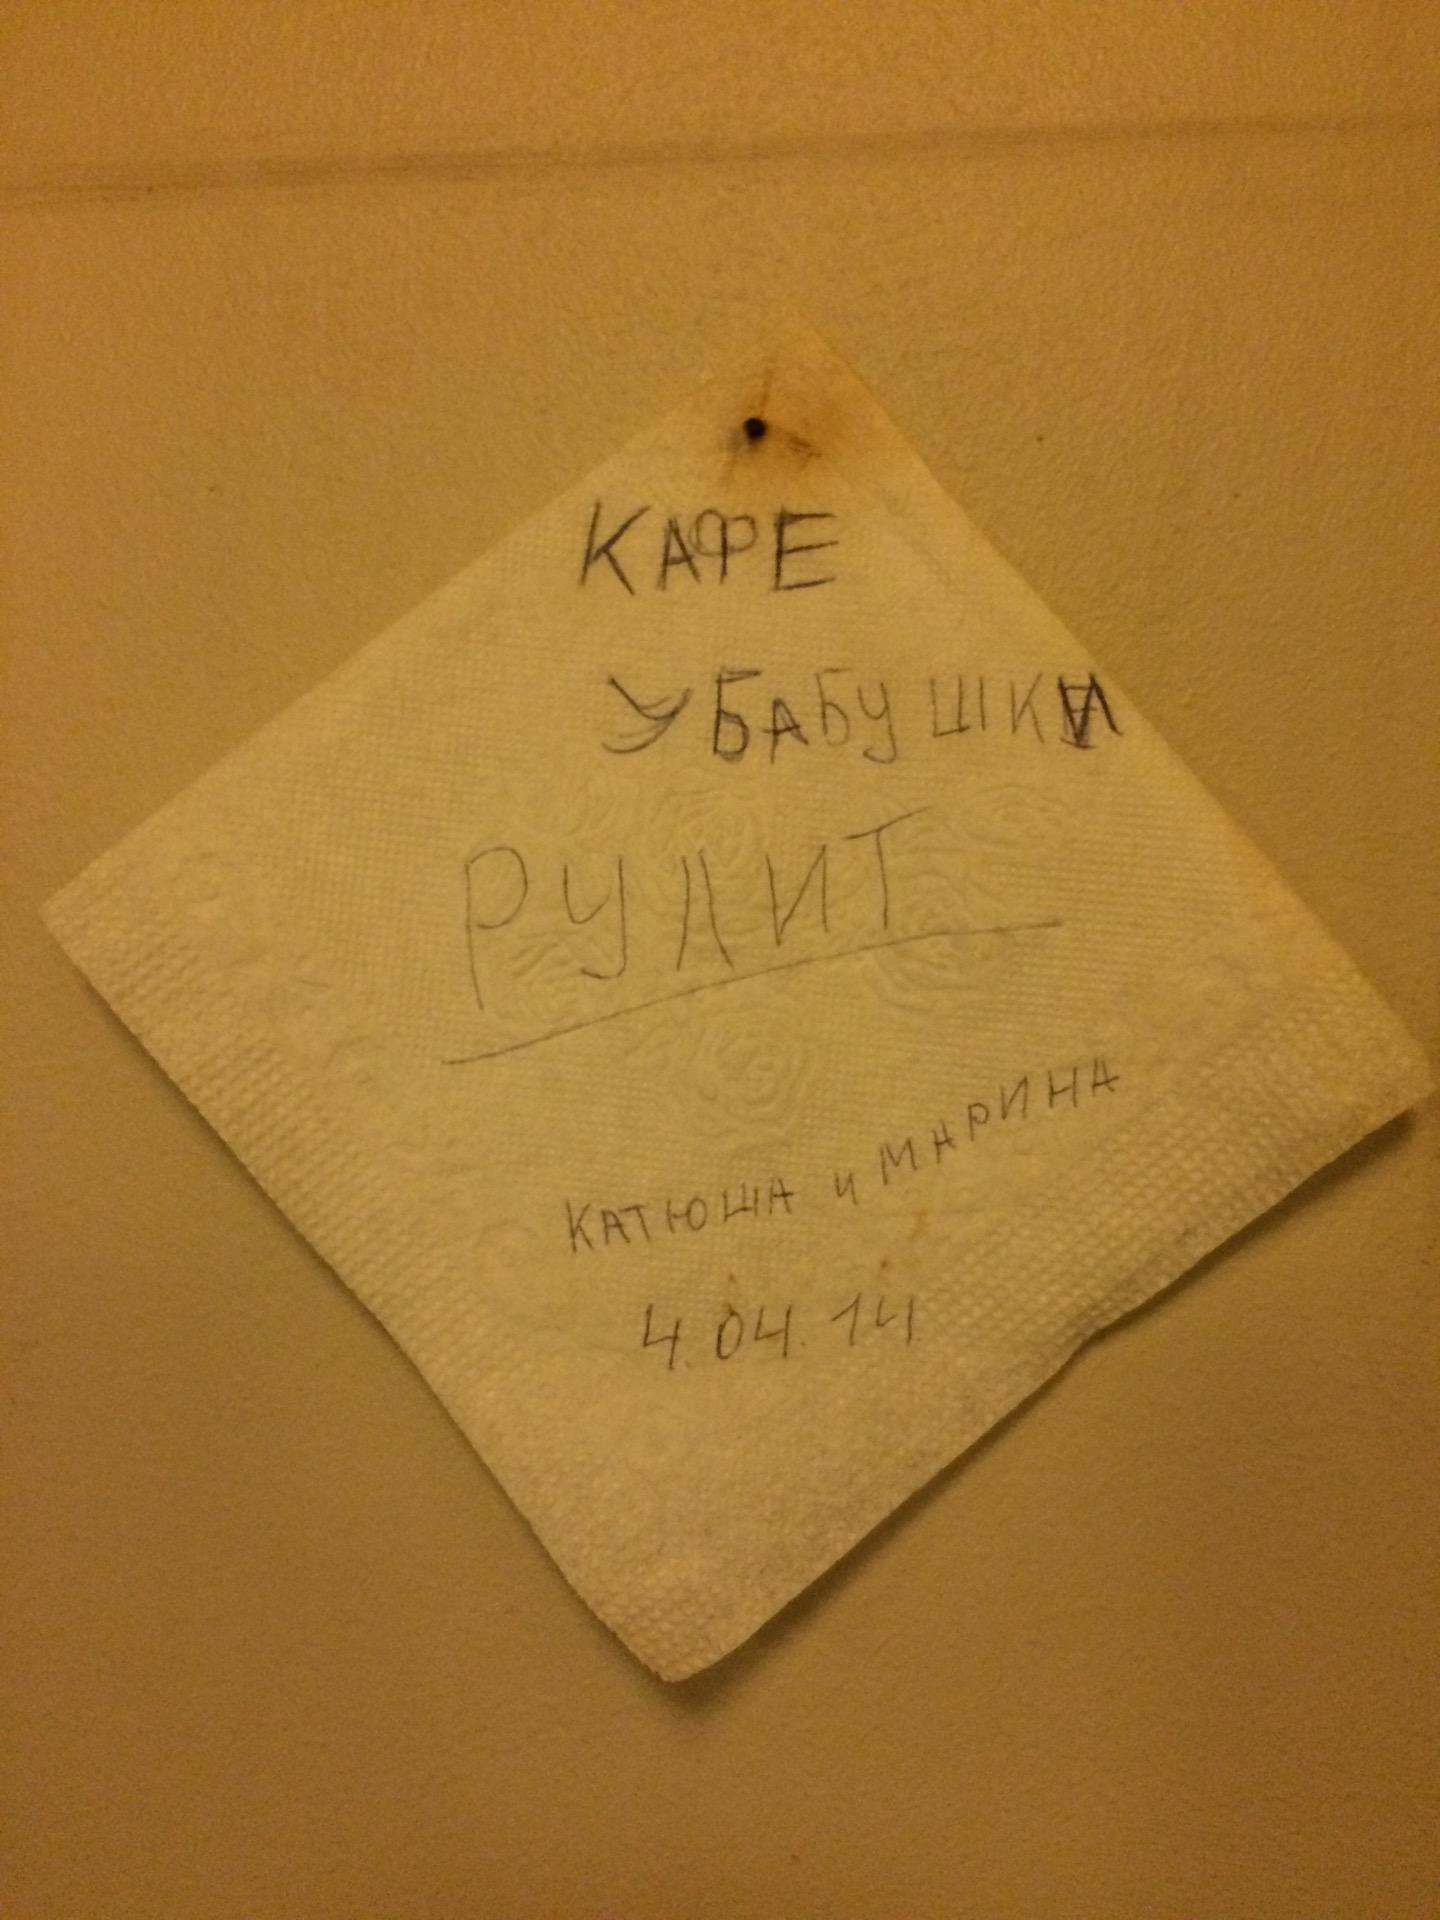 КАФЕ
У БАБУШКИ
РУЛИТ
КАТЮША и МАРИНА
4.04.14